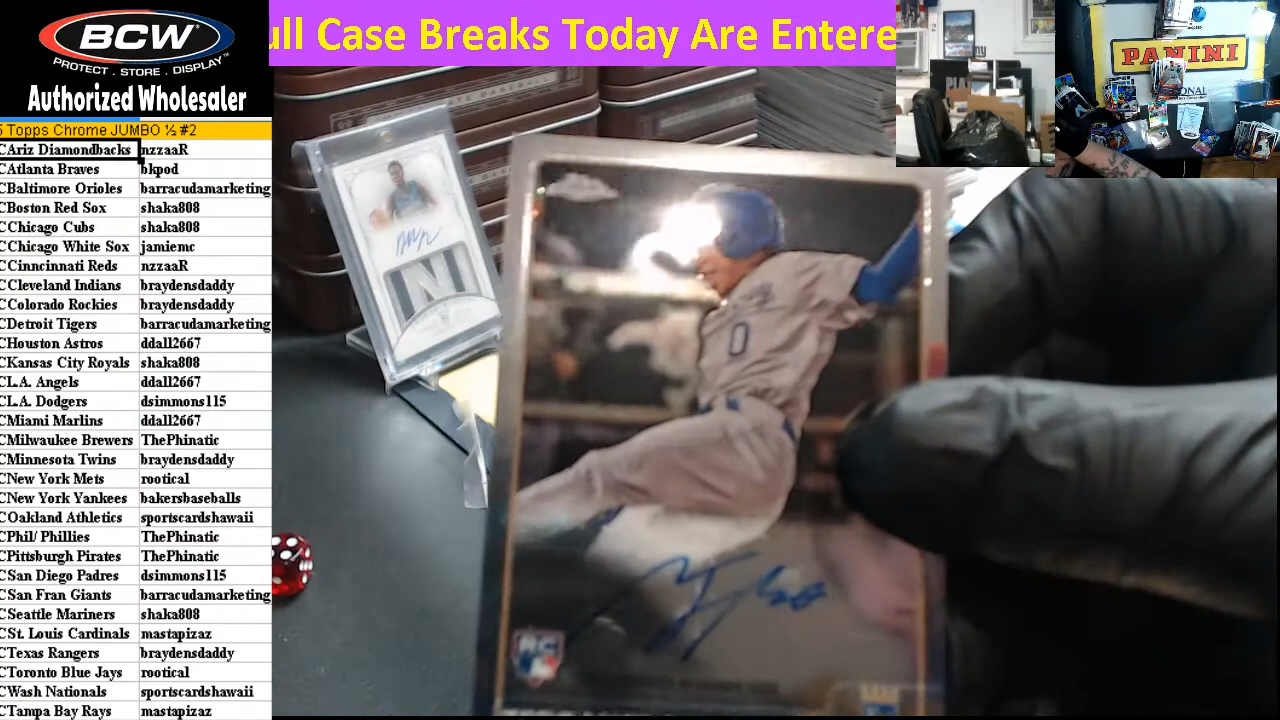 BCW
PROTECT . STORE . DISPLAY
Authorized Wholesaler
ull Case Breaks Today Are Entere
PANINI
5 Topps Chrome JUMBO ½ #2
CAriz Diamondbacks nzzaaR
CAtlanta Braves bkpod
CBaltimore Orioles barracudamarketing
CBoston Red Sox shaka808
CChicago Cubs shaka808
CChicago White Sox jamiemc
CCinncinnati Reds nzzaaR
CCleveland Indians braydensdaddy
CColorado Rockies braydensdaddy
CDetroit Tigers barracudamarketing
CHouston Astros ddall2667
CKansas City Royals shaka808
CL.A. Angels ddall2667
CL.A. Dodgers dsimmons115
CMiami Marlins ddall2667
CMilwaukee Brewers ThePhinatic
CMinnesota Twins braydensdaddy
CNew York Mets rootical
CNew York Yankees bakersbaseballs
COakland Athletics sportscardshawaii
CPhil/ Phillies ThePhinatic
CPittsburgh Pirates ThePhinatic
CSan Diego Padres dsimmons115
CSan Fran Giants barracudamarketing
CSeattle Mariners shaka808
CSt. Louis Cardinals mastapizaz
CTexas Rangers braydensdaddy
CToronto Blue Jays rootical
CWash Nationals sportscardshawaii
CTampa Bay Rays mastapizaz
N
0